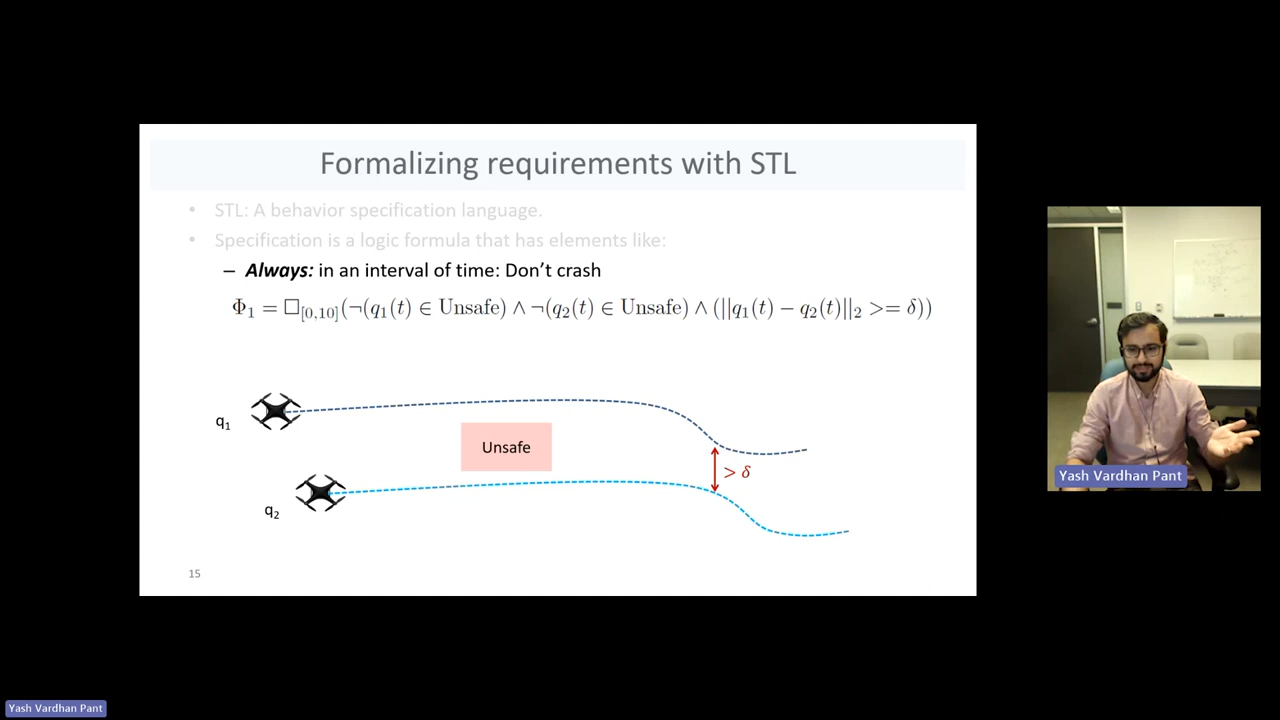 Formalizing requirements with STL
• STL: A behavior specification language.
• Specification is a logic formula that has elements like:
– Always: in an interval of time: Don't crash
Φ₁ = □[0,10](¬(q₁(t) ∈ Unsafe) ∧ ¬(q₂(t) ∈ Unsafe) ∧ (||q₁(t) − q₂(t)||₂ >= δ))
q₁
Unsafe
> δ
q₂
15
Yash Vardhan Pant
Yash Vardhan Pant